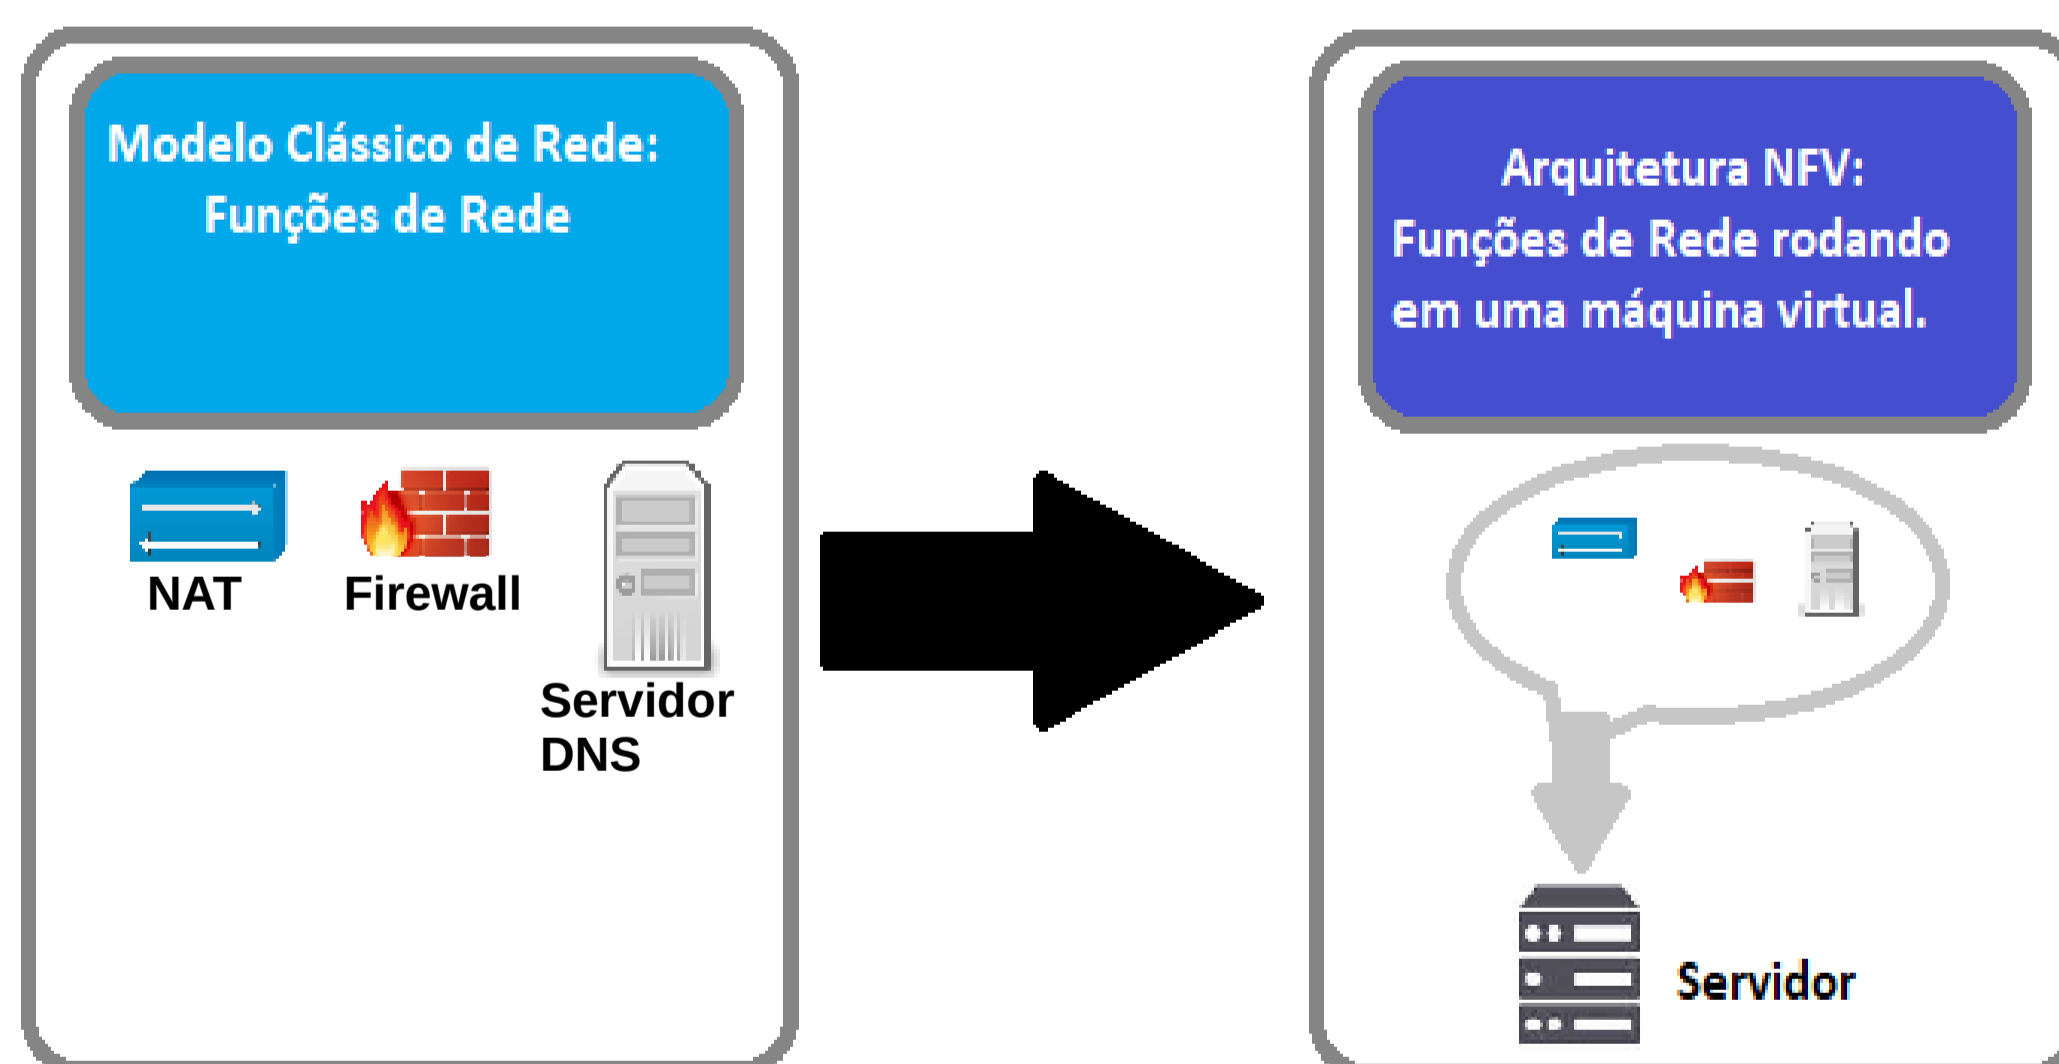 Modelo Clássico de Rede:
Funções de Rede
NAT
Firewall
Servidor
DNS
Arquitetura NFV:
Funções de Rede rodando
em uma máquina virtual.
Servidor